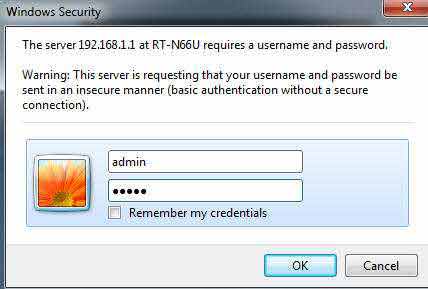 Windows Security
The server 192.168.1.1 at RT-N66U requires a username and password.
Warning: This server is requesting that your username and password be
sent in an insecure manner (basic authentication without a secure
connection).
admin
●●●●●
Remember my credentials
OK
Cancel